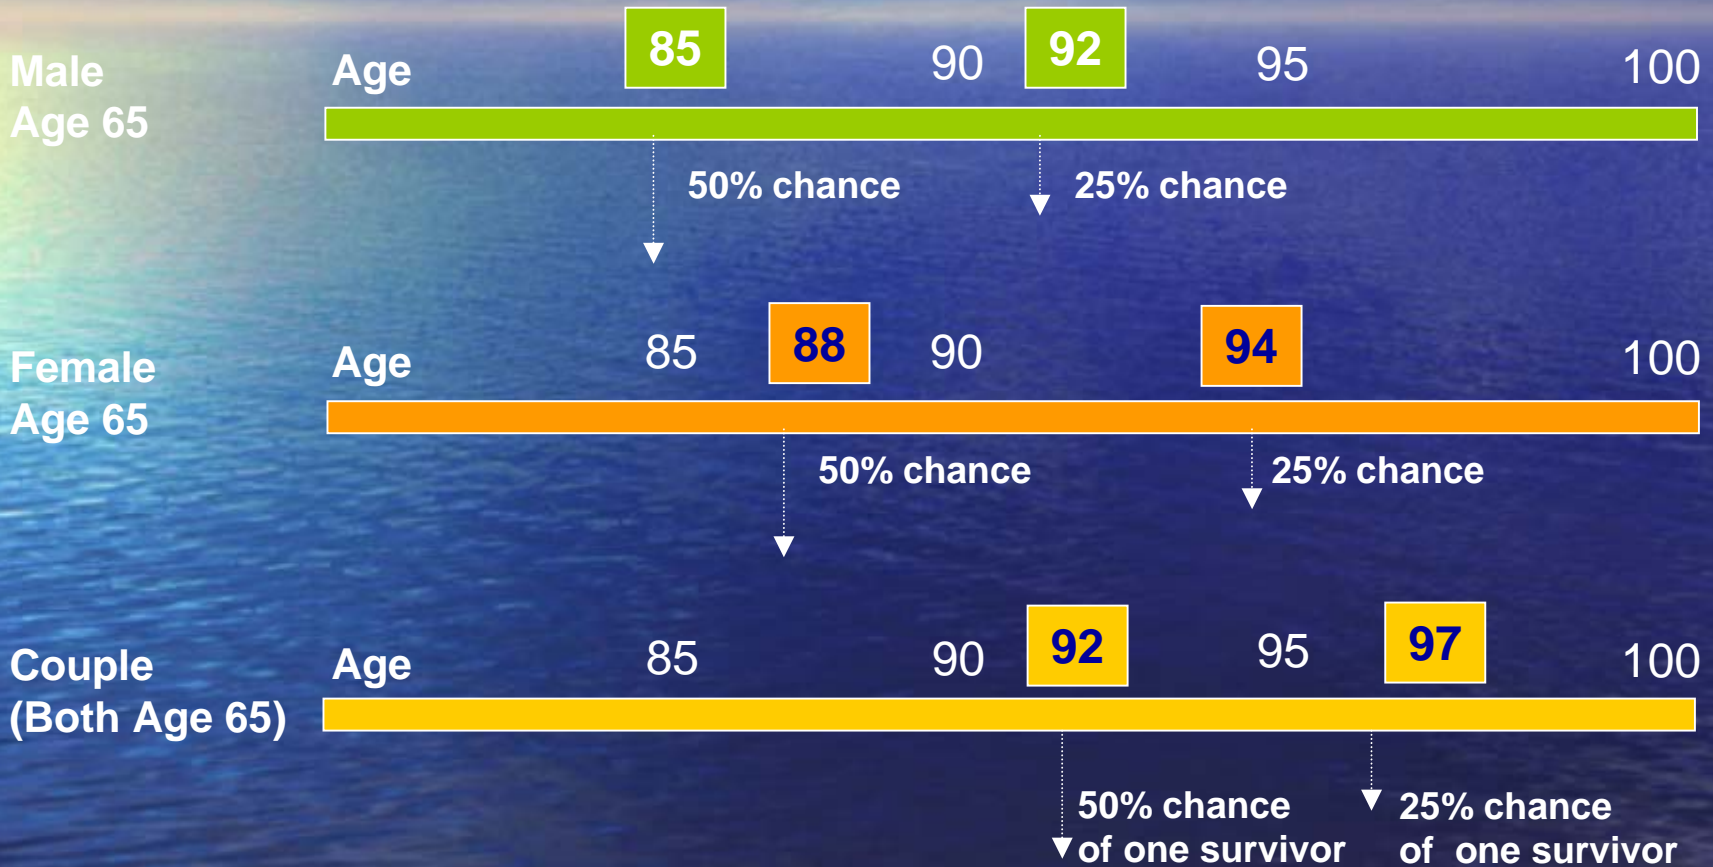 Male
Age 65
Age 85 90 92 95 100
50% chance 25% chance
Female
Age 65
Age 85 88 90 94 100
50% chance 25% chance
Couple
(Both Age 65)
Age 85 90 92 95 97 100
50% chance
of one survivor
25% chance
of one survivor